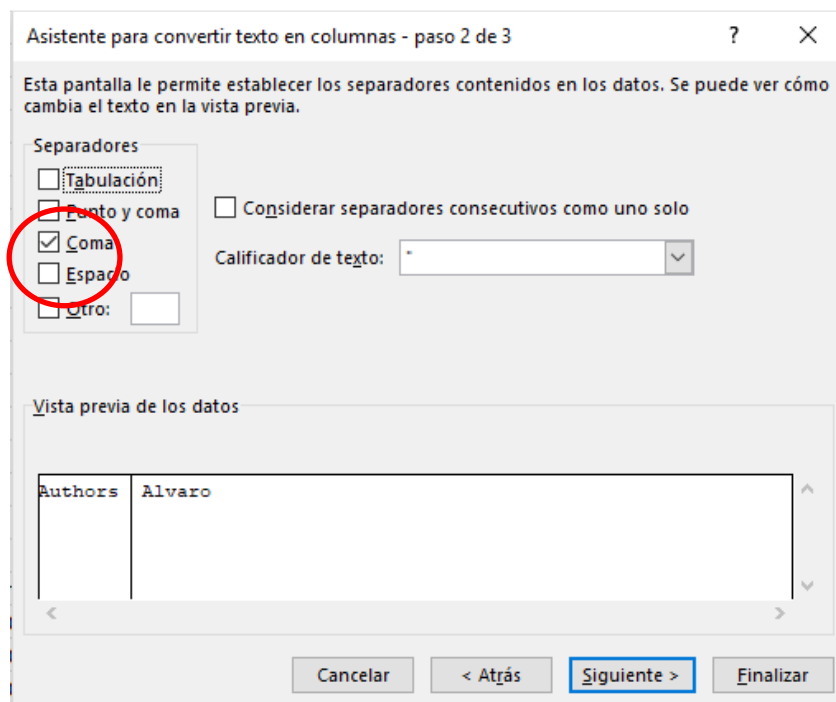 Asistente para convertir texto en columnas - paso 2 de 3 ?
Esta pantalla le permite establecer los separadores contenidos en los datos. Se puede ver cómo
cambia el texto en la vista previa.
Separadores
Tabulación
Punto y coma
Coma
Espacio
Otro:
Considerar separadores consecutivos como uno solo
Calificador de texto: "
Vista previa de los datos
Authors Alvaro
Cancelar < Atrás Siguiente > Finalizar